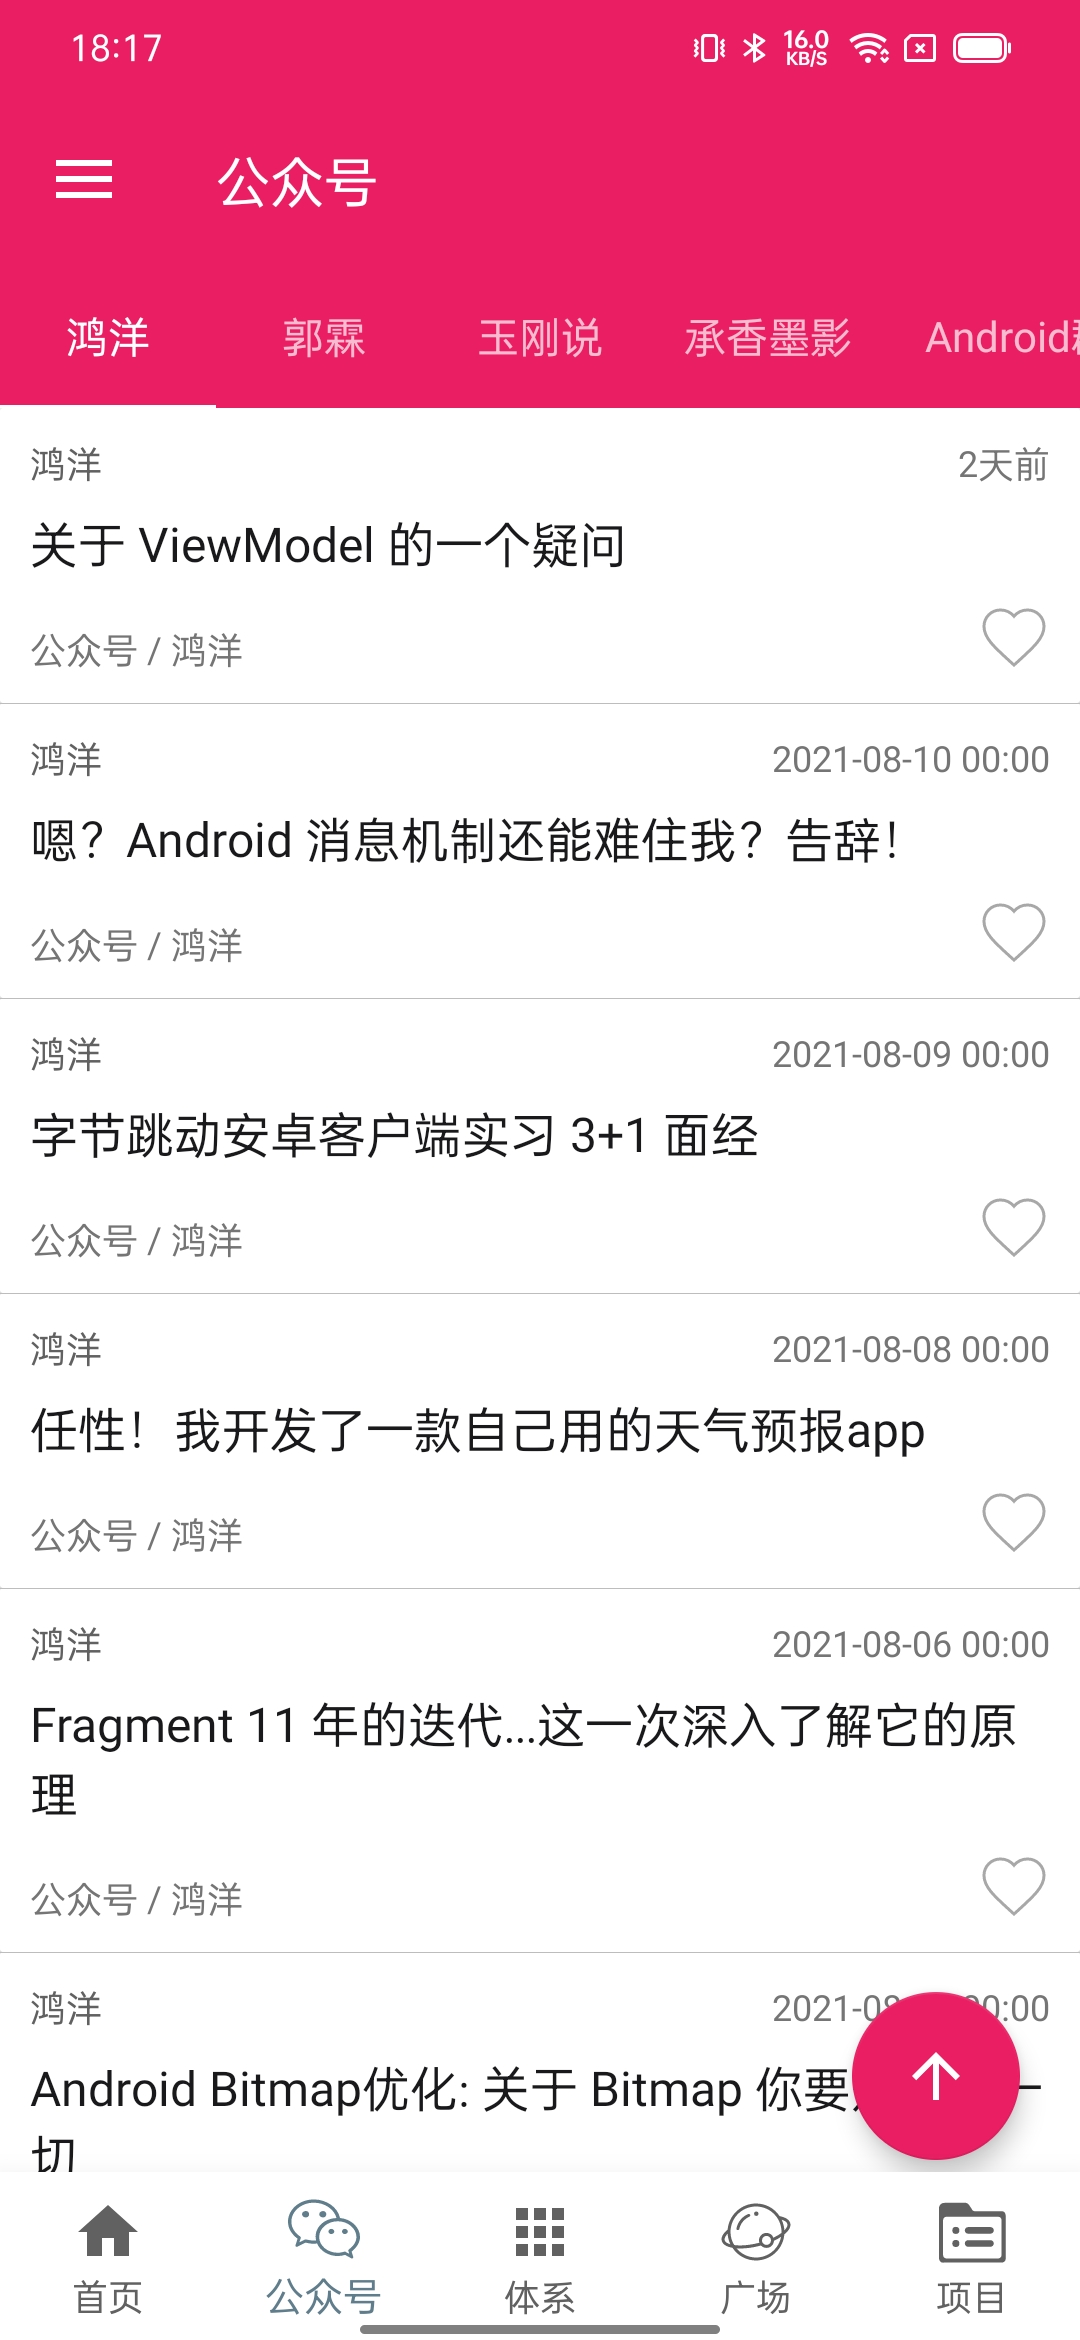 18:17
16.0
KB/S
公众号
鸿洋 郭霖 玉刚说 承香墨影 Android
鸿洋 2天前
关于 ViewModel 的一个疑问
公众号 / 鸿洋
鸿洋 2021-08-10 00:00
嗯？Android 消息机制还能难住我？告辞！
公众号 / 鸿洋
鸿洋 2021-08-09 00:00
字节跳动安卓客户端实习 3+1 面经
公众号 / 鸿洋
鸿洋 2021-08-08 00:00
任性！我开发了一款自己用的天气预报app
公众号 / 鸿洋
鸿洋 2021-08-06 00:00
Fragment 11 年的迭代...这一次深入了解它的原
理
公众号 / 鸿洋
鸿洋 2021-0 0:00
Android Bitmap优化: 关于 Bitmap 你要 一
切
首页 公众号 体系 广场 项目